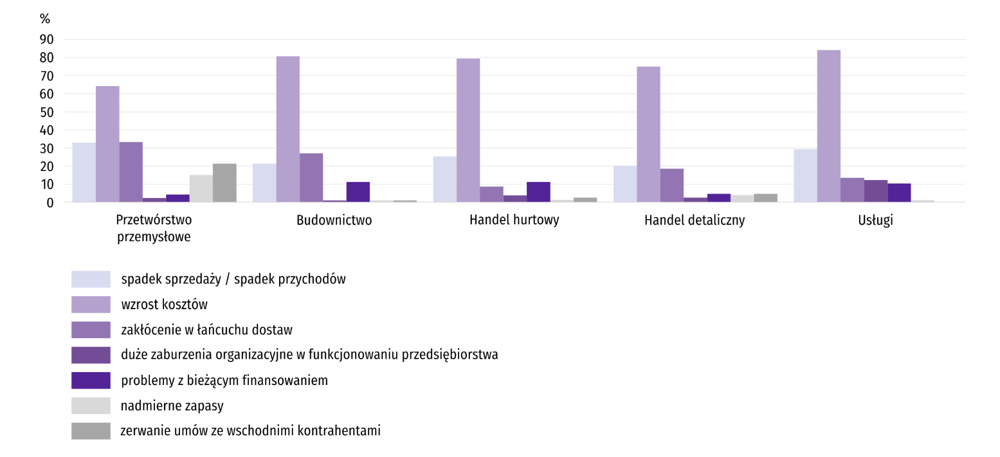 %
90
80
70
60
50
40
30
20
10
0
Przetwórstwo
przemysłowe
Budownictwo
Handel hurtowy
Handel detaliczny
Usługi
spadek sprzedaży / spadek przychodów
wzrost kosztów
zakłócenie w łańcuchu dostaw
duże zaburzenia organizacyjne w funkcjonowaniu przedsiębiorstwa
problemy z bieżącym finansowaniem
nadmierne zapasy
zerwanie umów ze wschodnimi kontrahentami